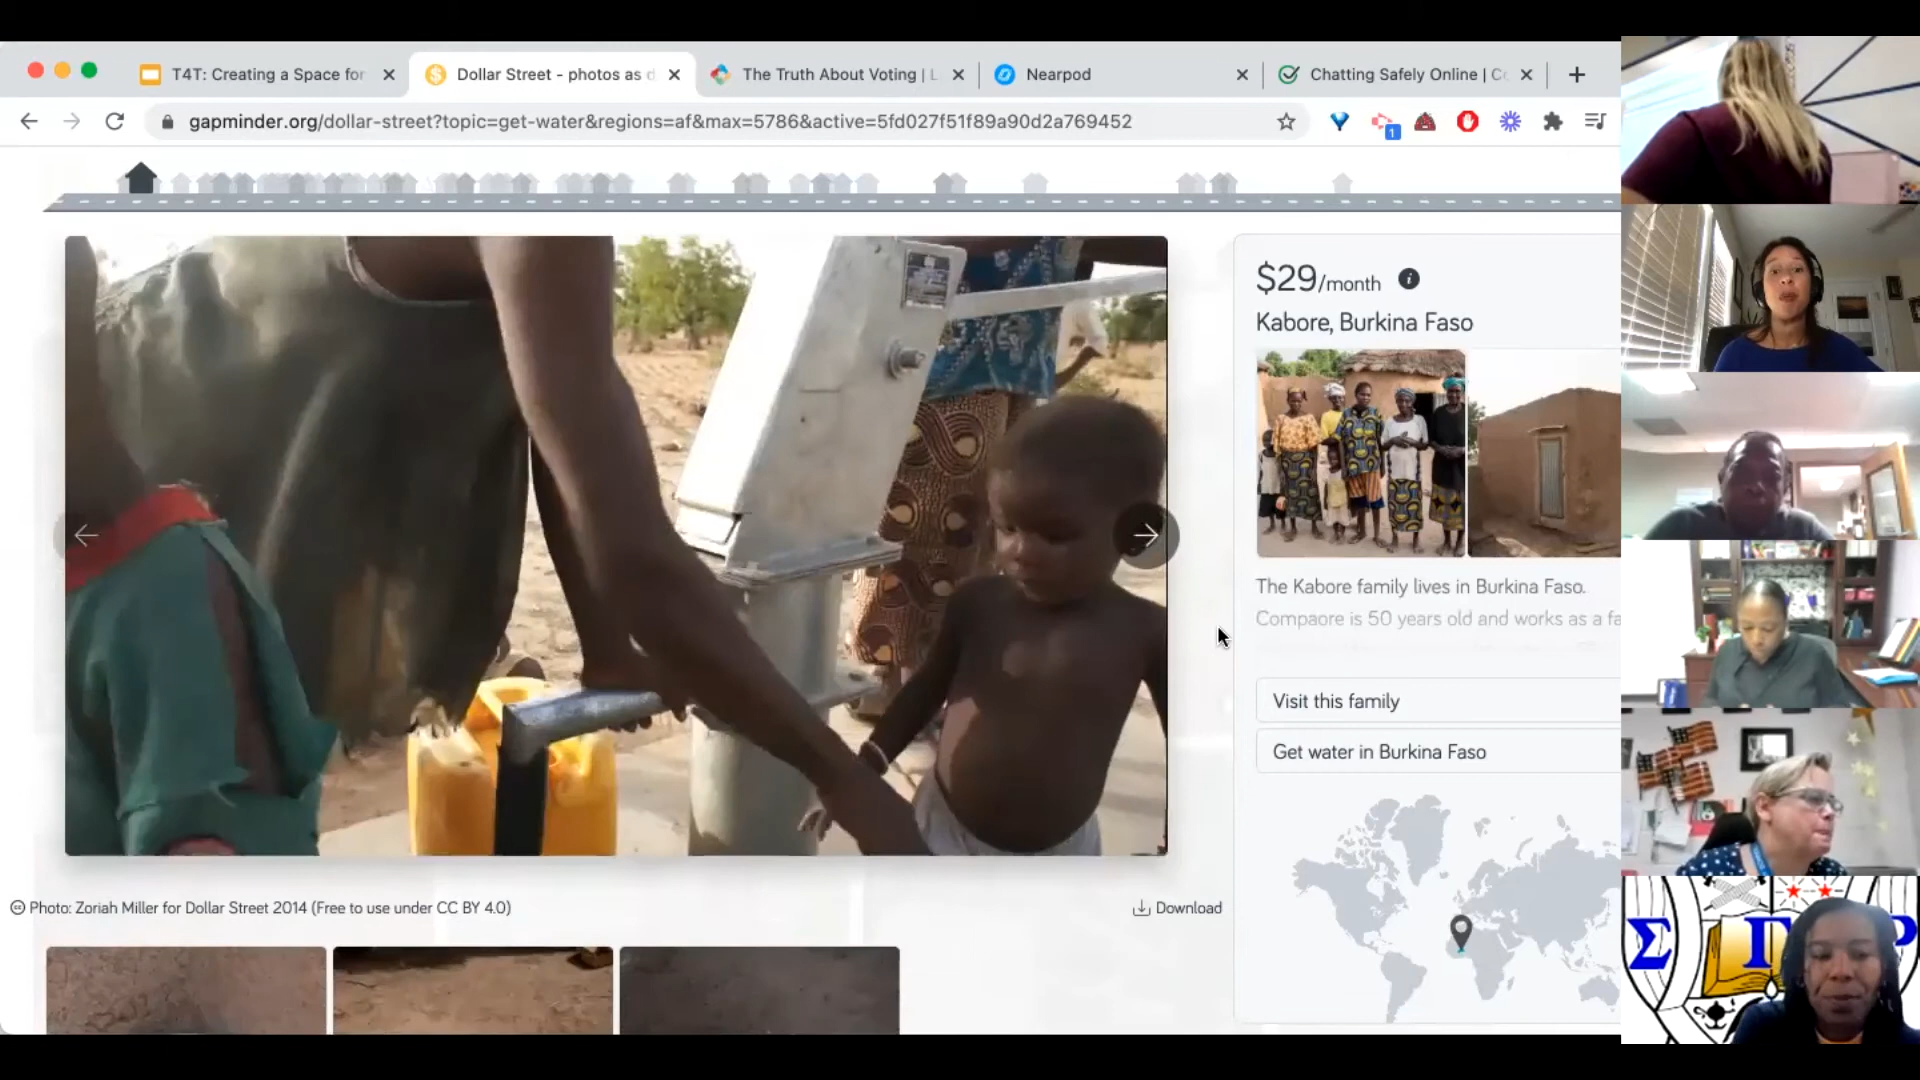 T4T: Creating a Space for
Dollar Street - photos as d
The Truth About Voting | L
Nearpod
Chatting Safely Online | Co
gapminder.org/dollar-street?topic=get-water&regions=af&max=5786&active=5fd027f51f89a90d2a769452
1
$29/month
Kabore, Burkina Faso
The Kabore family lives in Burkina Faso.
Compaore is 50 years old and works as a fa
Visit this family
Get water in Burkina Faso
Photo: Zoriah Miller for Dollar Street 2014 (Free to use under CC BY 4.0)
Download
Σ Γ Ρ